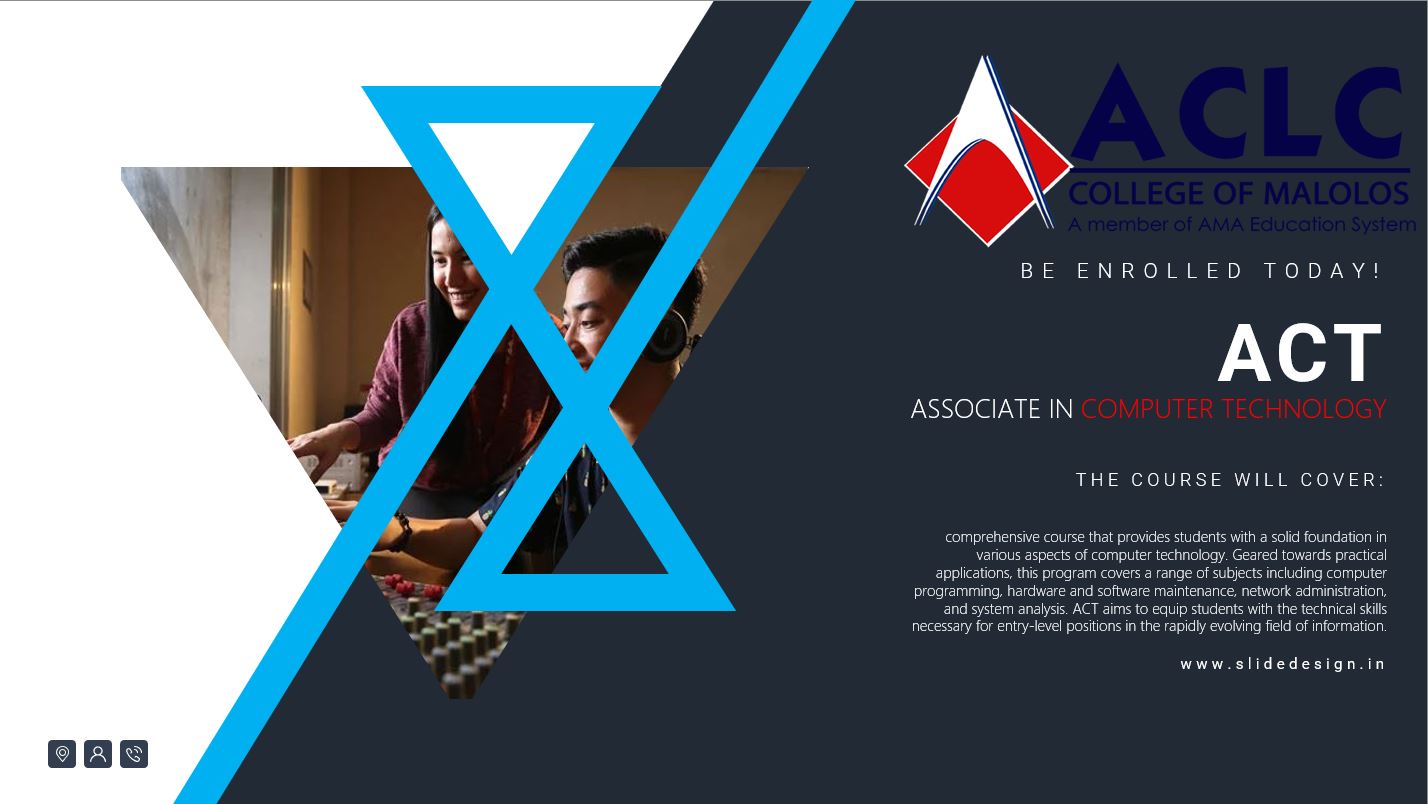 ACLC
COLLEGE OF MALOLOS
A member of AMA Education System
BE ENROLLED TODAY!
ACT
ASSOCIATE IN COMPUTER TECHNOLOGY
THE COURSE WILL COVER:
comprehensive course that provides students with a solid foundation in
various aspects of computer technology. Geared towards practical
applications, this program covers a range of subjects including computer
programming, hardware and software maintenance, network administration,
and system analysis. ACT aims to equip students with the technical skills
necessary for entry-level positions in the rapidly evolving field of information.
www.slidedesign.in